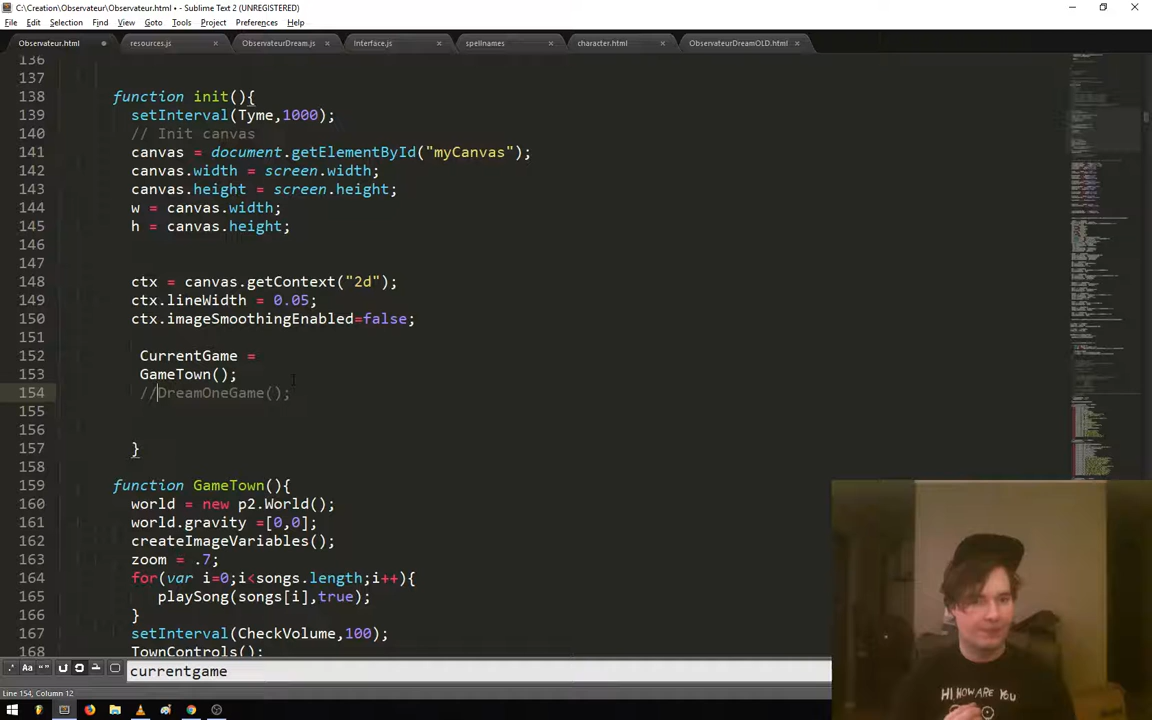 C:\Creation\Observateur\Observateur.html • - Sublime Text 2 (UNREGISTERED)
File Edit Selection Find View Goto Tools Project Preferences Help
Observateur.html resources.js ObservateurDream.js interface.js spellnames character.html ObservateurDreamOLD.html
136
137
138 function init(){
139 setInterval(Tyme,1000);
140 // Init canvas
141 canvas = document.getElementById("myCanvas");
142 canvas.width = screen.width;
143 canvas.height = screen.height;
144 w = canvas.width;
145 h = canvas.height;
146
147
148 ctx = canvas.getContext("2d");
149 ctx.lineWidth = 0.05;
150 ctx.imageSmoothingEnabled=false;
151
152 CurrentGame =
153 GameTown();
154 //DreamOneGame();
155
156
157 }
158
159 function GameTown(){
160 world = new p2.World();
161 world.gravity =[0,0];
162 createImageVariables();
163 zoom = .7;
164 for(var i=0;i<songs.length;i++){
165 playSong(songs[i],true);
166 }
167 setInterval(CheckVolume,100);
168 TownControls();
.* Aa “”
currentgame
Line 154, Column 12
HI, HOW ARE YOU